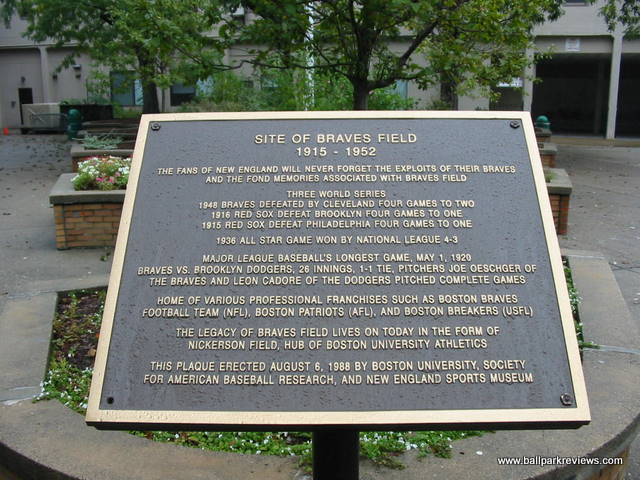 SITE OF BRAVES FIELD
1915 - 1952
THE FANS OF NEW ENGLAND WILL NEVER FORGET THE EXPLOITS OF THEIR BRAVES
AND THE FOND MEMORIES ASSOCIATED WITH BRAVES FIELD
THREE WORLD SERIES
1948 BRAVES DEFEATED BY CLEVELAND FOUR GAMES TO TWO
1916 RED SOX DEFEAT BROOKLYN FOUR GAMES TO ONE
1915 RED SOX DEFEAT PHILADELPHIA FOUR GAMES TO ONE
1936 ALL STAR GAME WON BY NATIONAL LEAGUE 4-3
MAJOR LEAGUE BASEBALL'S LONGEST GAME, MAY 1, 1920
BRAVES VS. BROOKLYN DODGERS, 26 INNINGS, 1-1 TIE, PITCHERS JOE OESCHGER OF
THE BRAVES AND LEON CADORE OF THE DODGERS PITCHED COMPLETE GAMES
HOME OF VARIOUS PROFESSIONAL FRANCHISES SUCH AS BOSTON BRAVES
FOOTBALL TEAM (NFL), BOSTON PATRIOTS (AFL), AND BOSTON BREAKERS (USFL)
THE LEGACY OF BRAVES FIELD LIVES ON TODAY IN THE FORM OF
NICKERSON FIELD, HUB OF BOSTON UNIVERSITY ATHLETICS
THIS PLAQUE ERECTED AUGUST 6, 1988 BY BOSTON UNIVERSITY, SOCIETY
FOR AMERICAN BASEBALL RESEARCH, AND NEW ENGLAND SPORTS MUSEUM
www.ballparkreviews.com